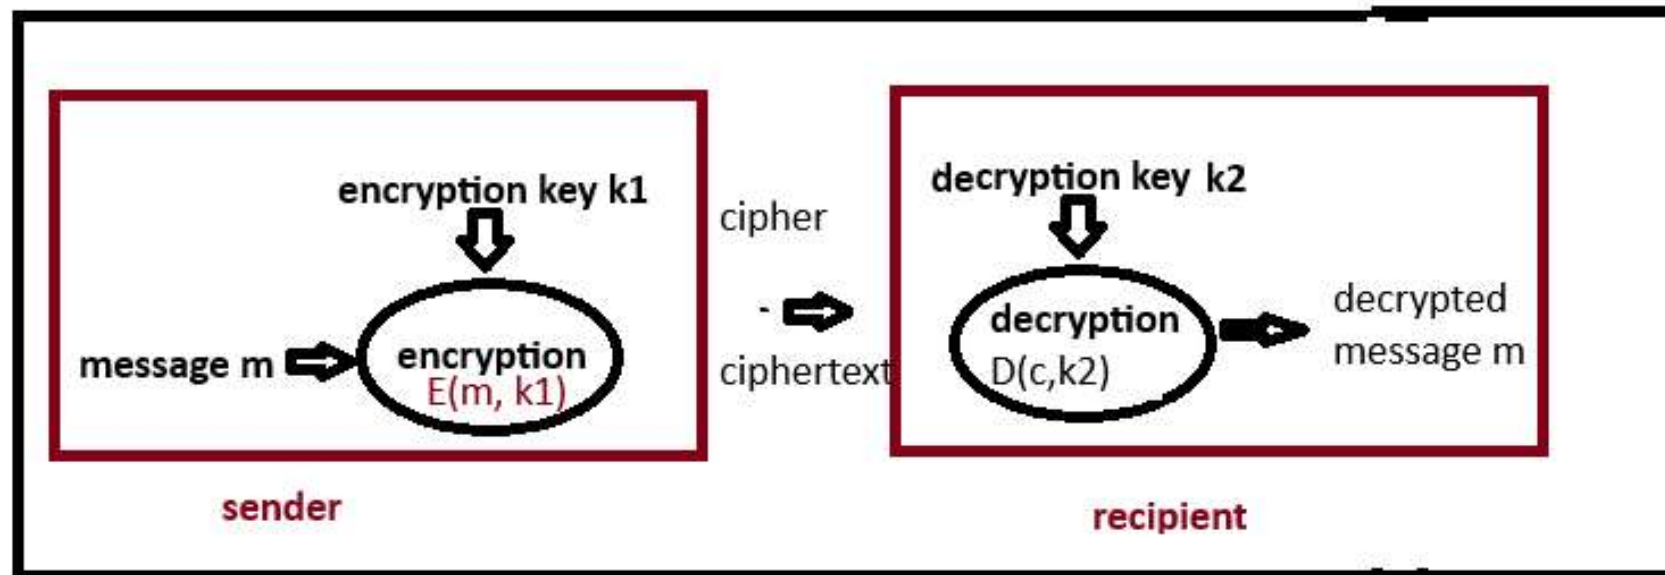 encryption key k1
message m
encryption
E(m, k1)
sender
cipher
-
ciphertext
decryption key k2
decryption
D(c,k2)
decrypted
message m
recipient